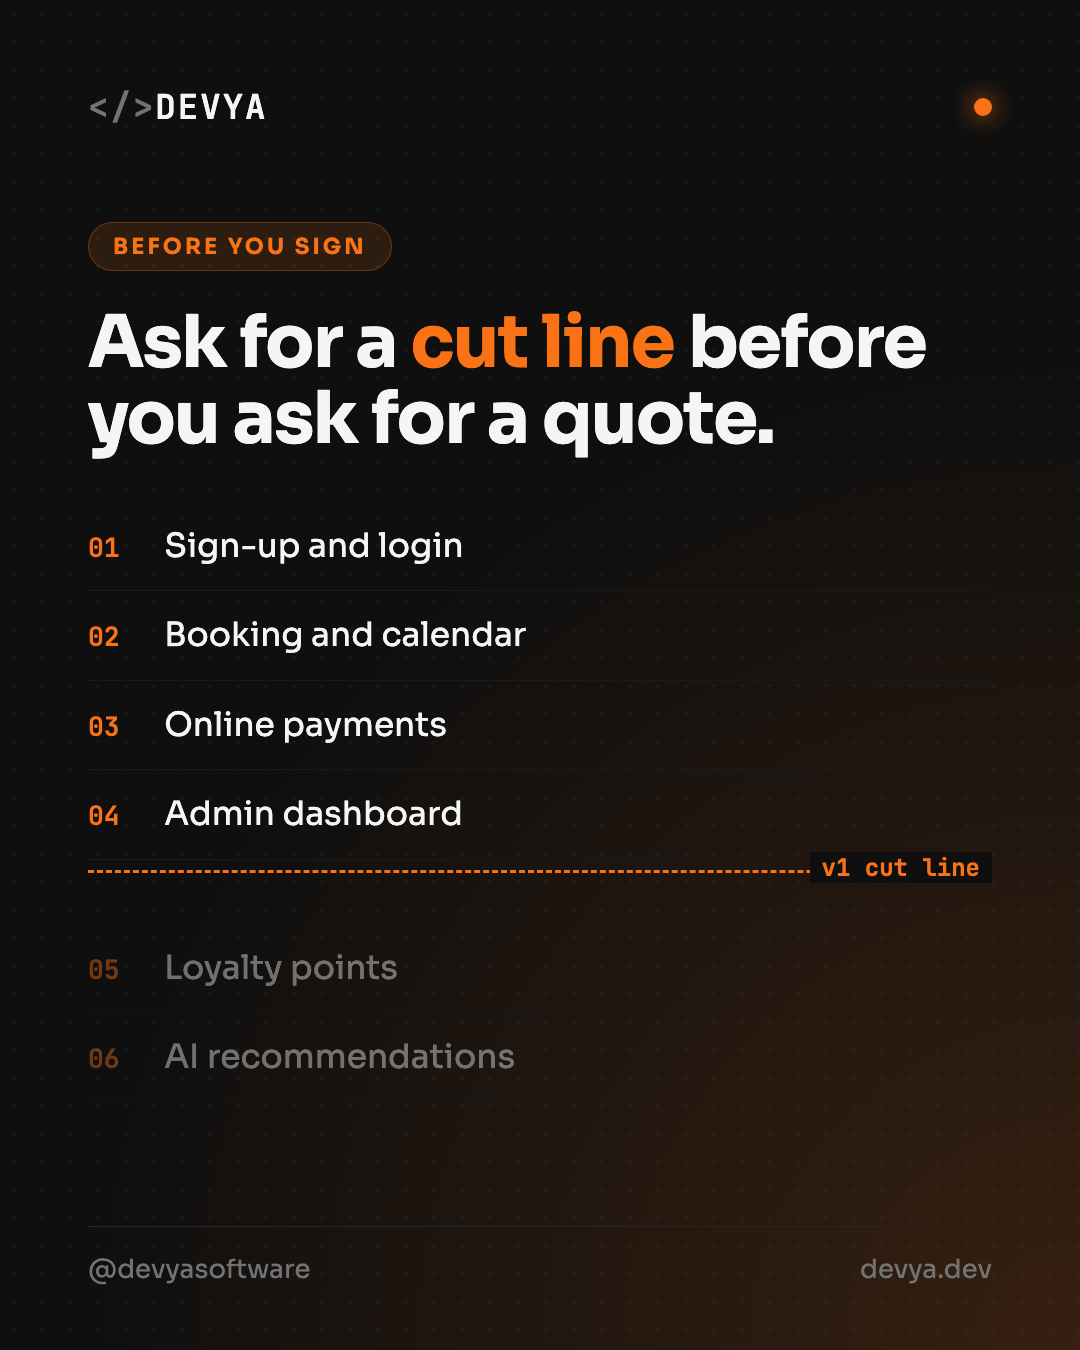 </>DEVYA
BEFORE YOU SIGN
Ask for a cut line before
you ask for a quote.
01 Sign-up and login
02 Booking and calendar
03 Online payments
04 Admin dashboard
v1 cut line
05 Loyalty points
06 AI recommendations
@devyasoftware devya.dev